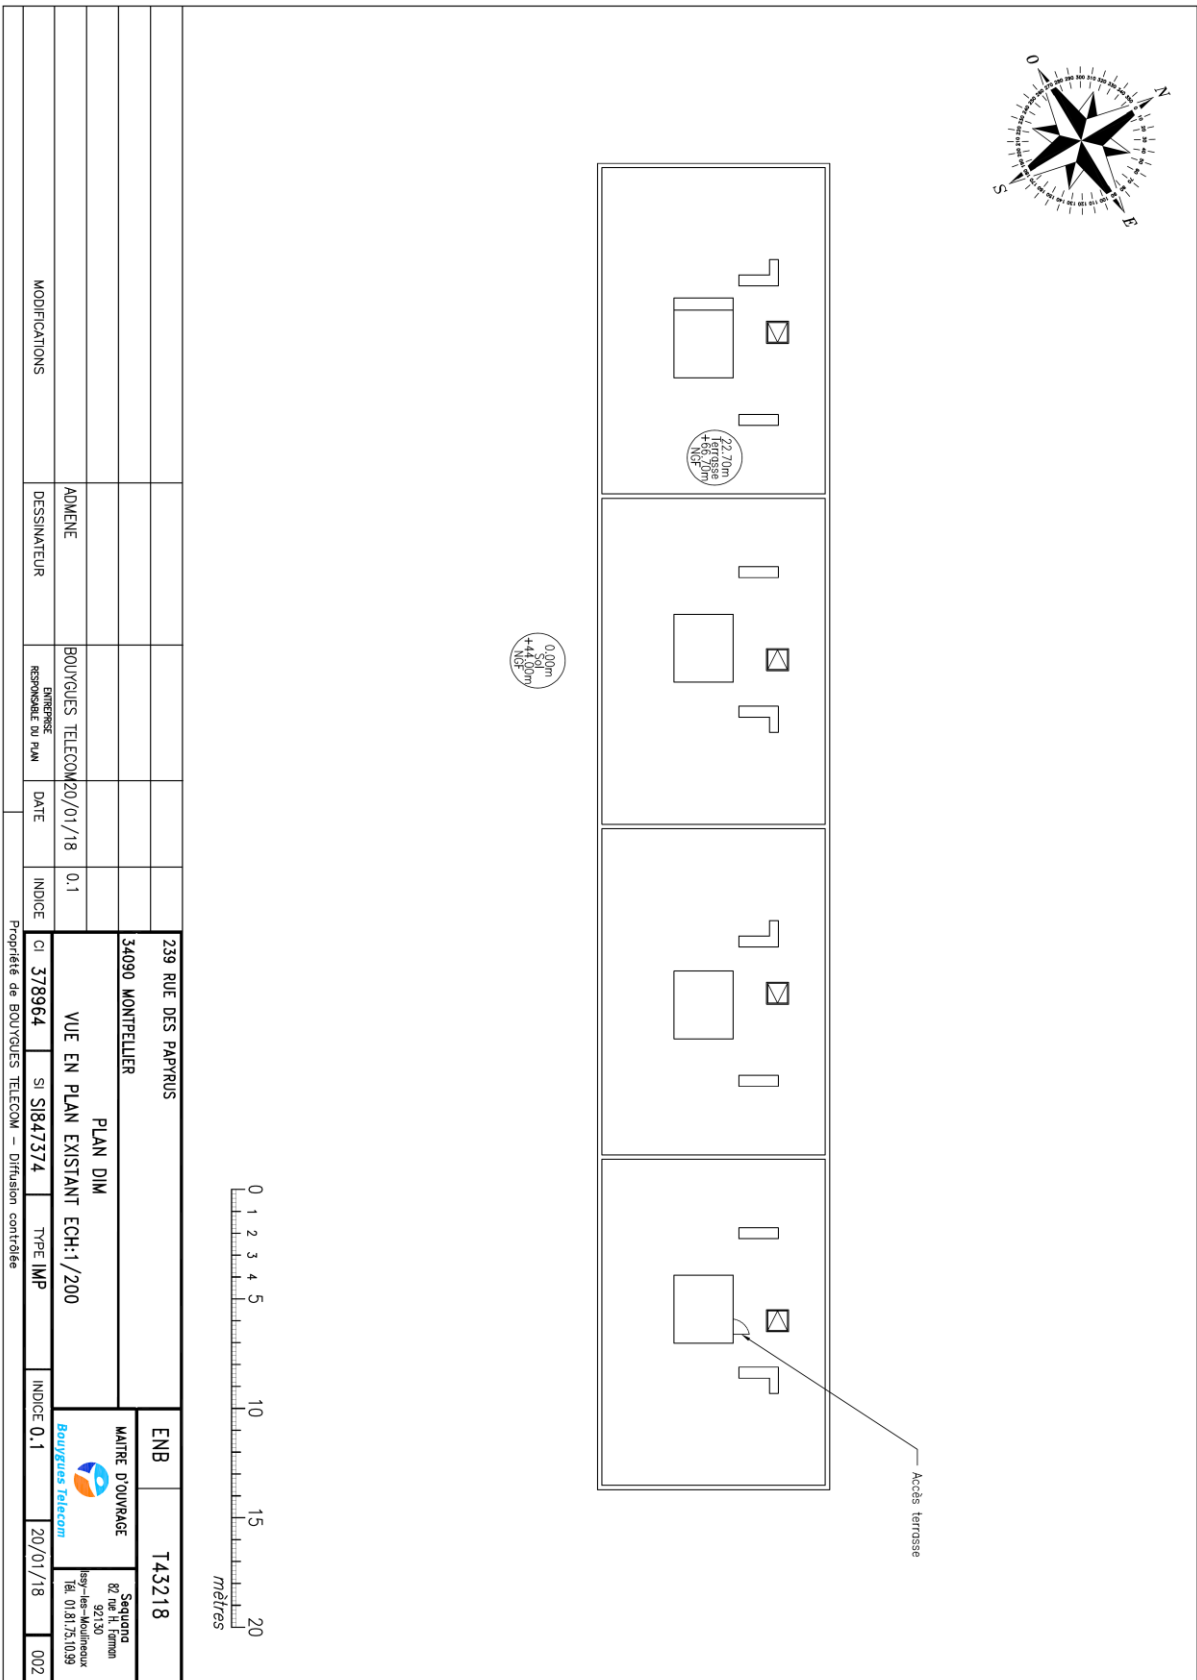 N
E
S
O
22.70m
Terrasse
+66.70m
NGF
0.00m
Sol
+44.00m
NGF
Accès terrasse
0 1 2 3 4 5 10 15 20
mètres
239 RUE DES PAPYRUS
34090 MONTPELLIER
ENB
T43218
PLAN DIM
VUE EN PLAN EXISTANT ECH:1/200
MAITRE D'OUVRAGE
Bouygues Telecom
Sequana
82 rue H. Farman
92130
Issy-les-Moulineaux
Tél. 01.81.75.10.99
ADMENE
BOUYGUES TELECOM
20/01/18
0.1
MODIFICATIONS
DESSINATEUR
ENTREPRISE
RESPONSABLE DU PLAN
DATE
INDICE
CI 378964
SI SI847374
TYPE IMP
INDICE 0.1
20/01/18
002
Propriété de BOUYGUES TELECOM - Diffusion contrôlée